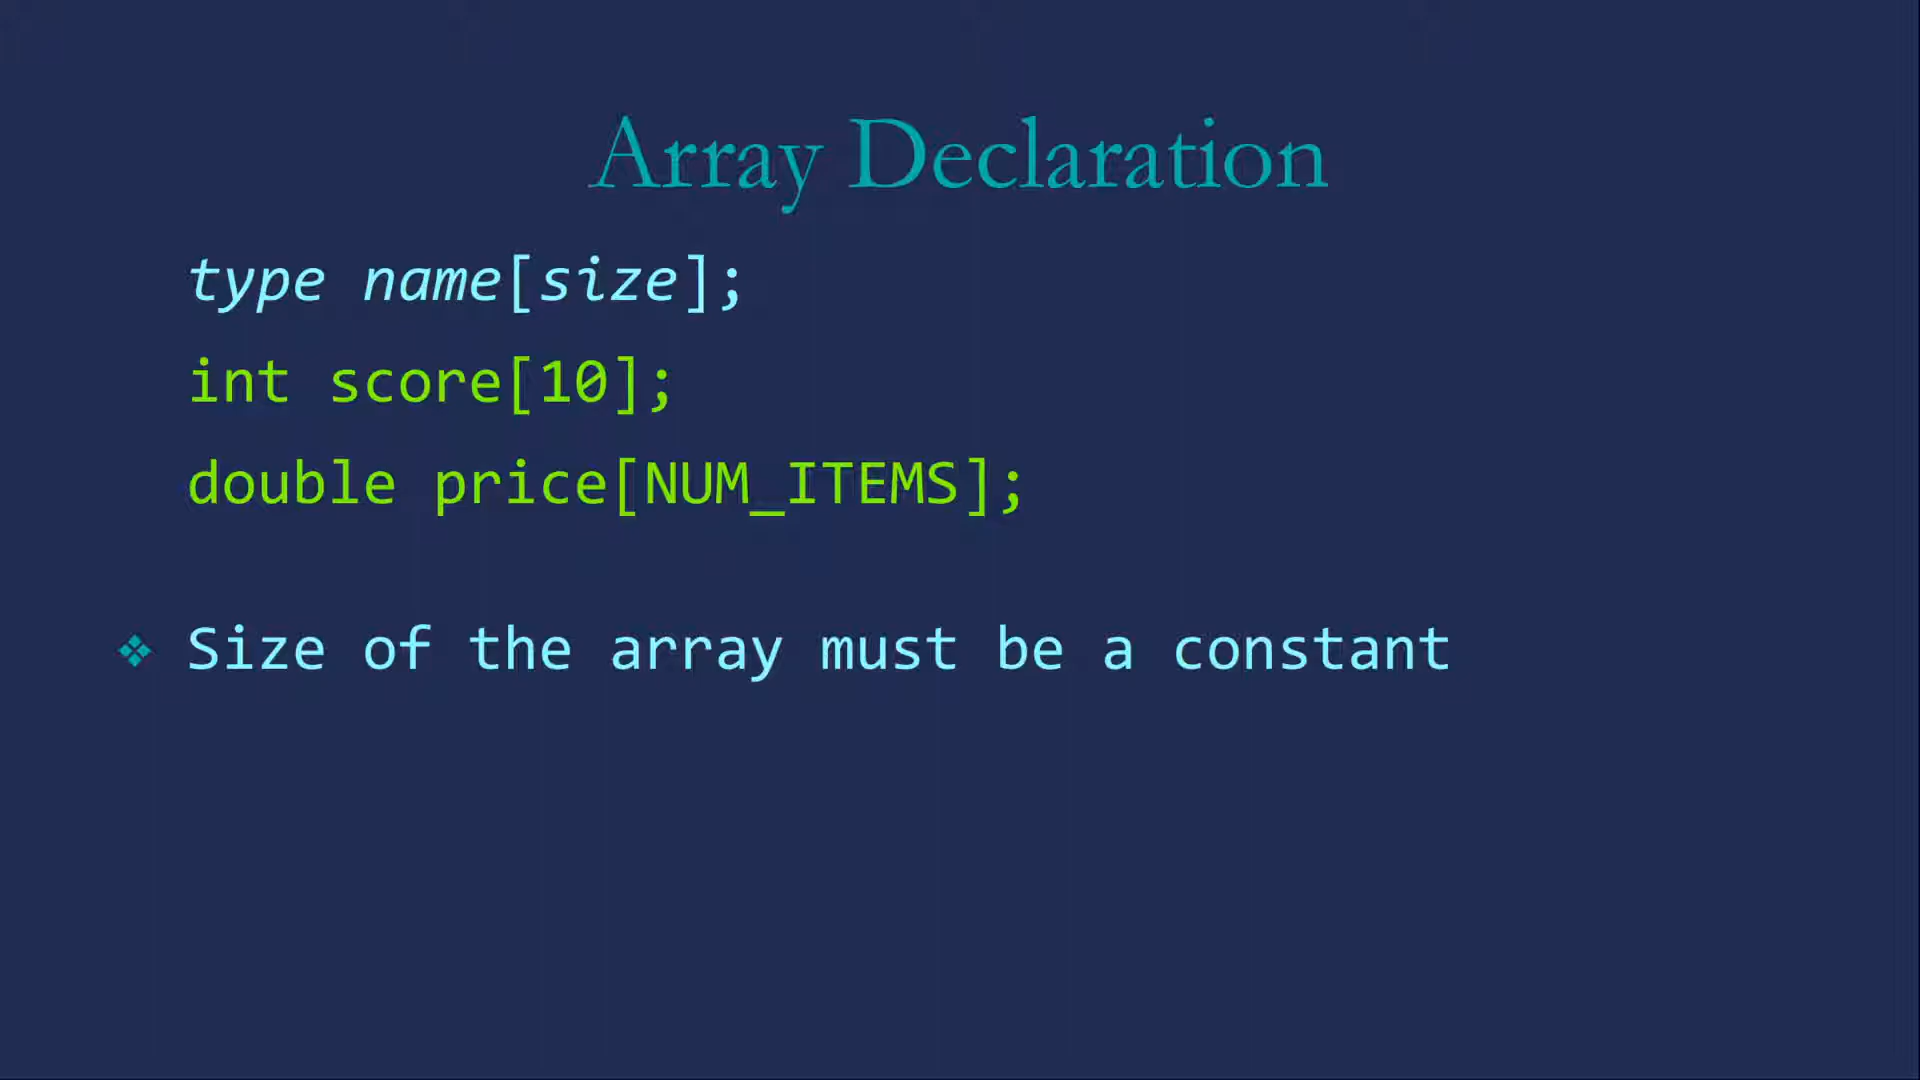 Array Declaration
type name[size];
int score[10];
double price[NUM_ITEMS];
❖ Size of the array must be a constant